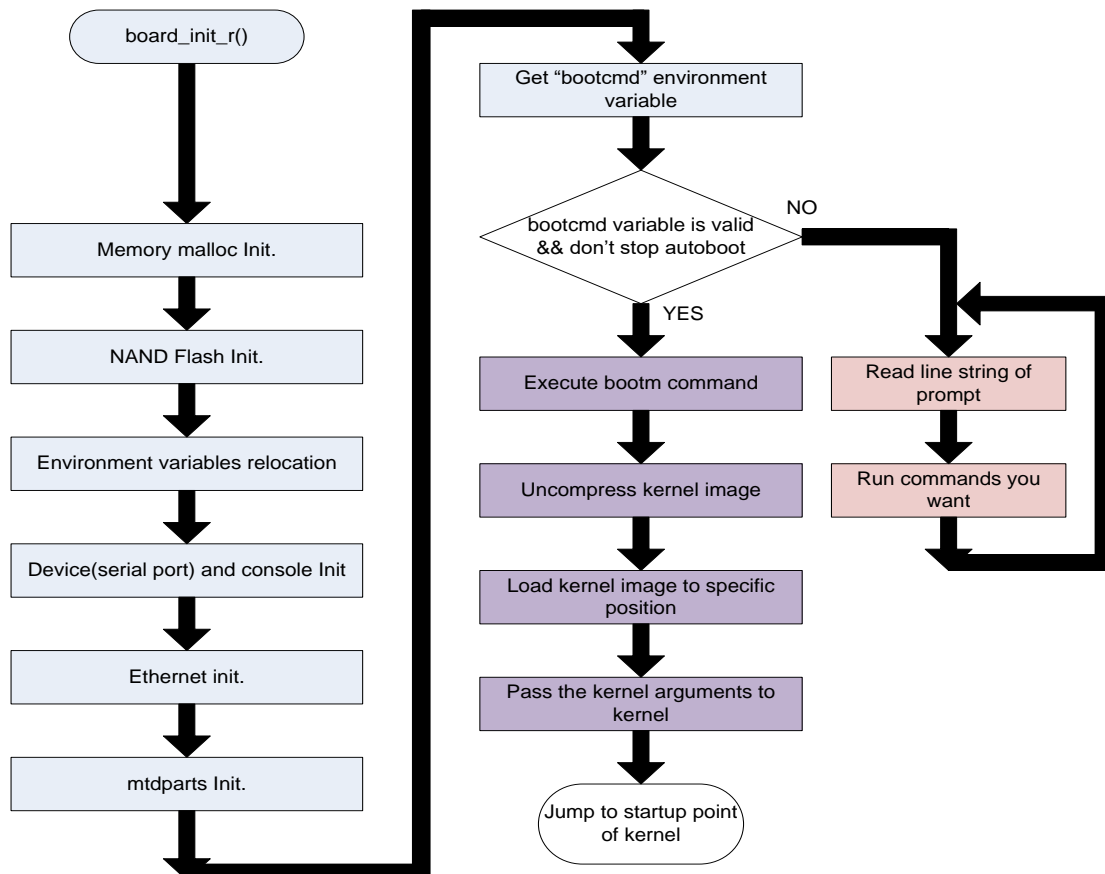 board_init_r()
Memory malloc Init.
NAND Flash Init.
Environment variables relocation
Device(serial port) and console Init
Ethernet init.
mtdparts Init.
Get “bootcmd” environment
variable
bootcmd variable is valid
&& don’t stop autoboot
NO
YES
Execute bootm command
Uncompress kernel image
Load kernel image to specific
position
Pass the kernel arguments to
kernel
Jump to startup point
of kernel
Read line string of
prompt
Run commands you
want